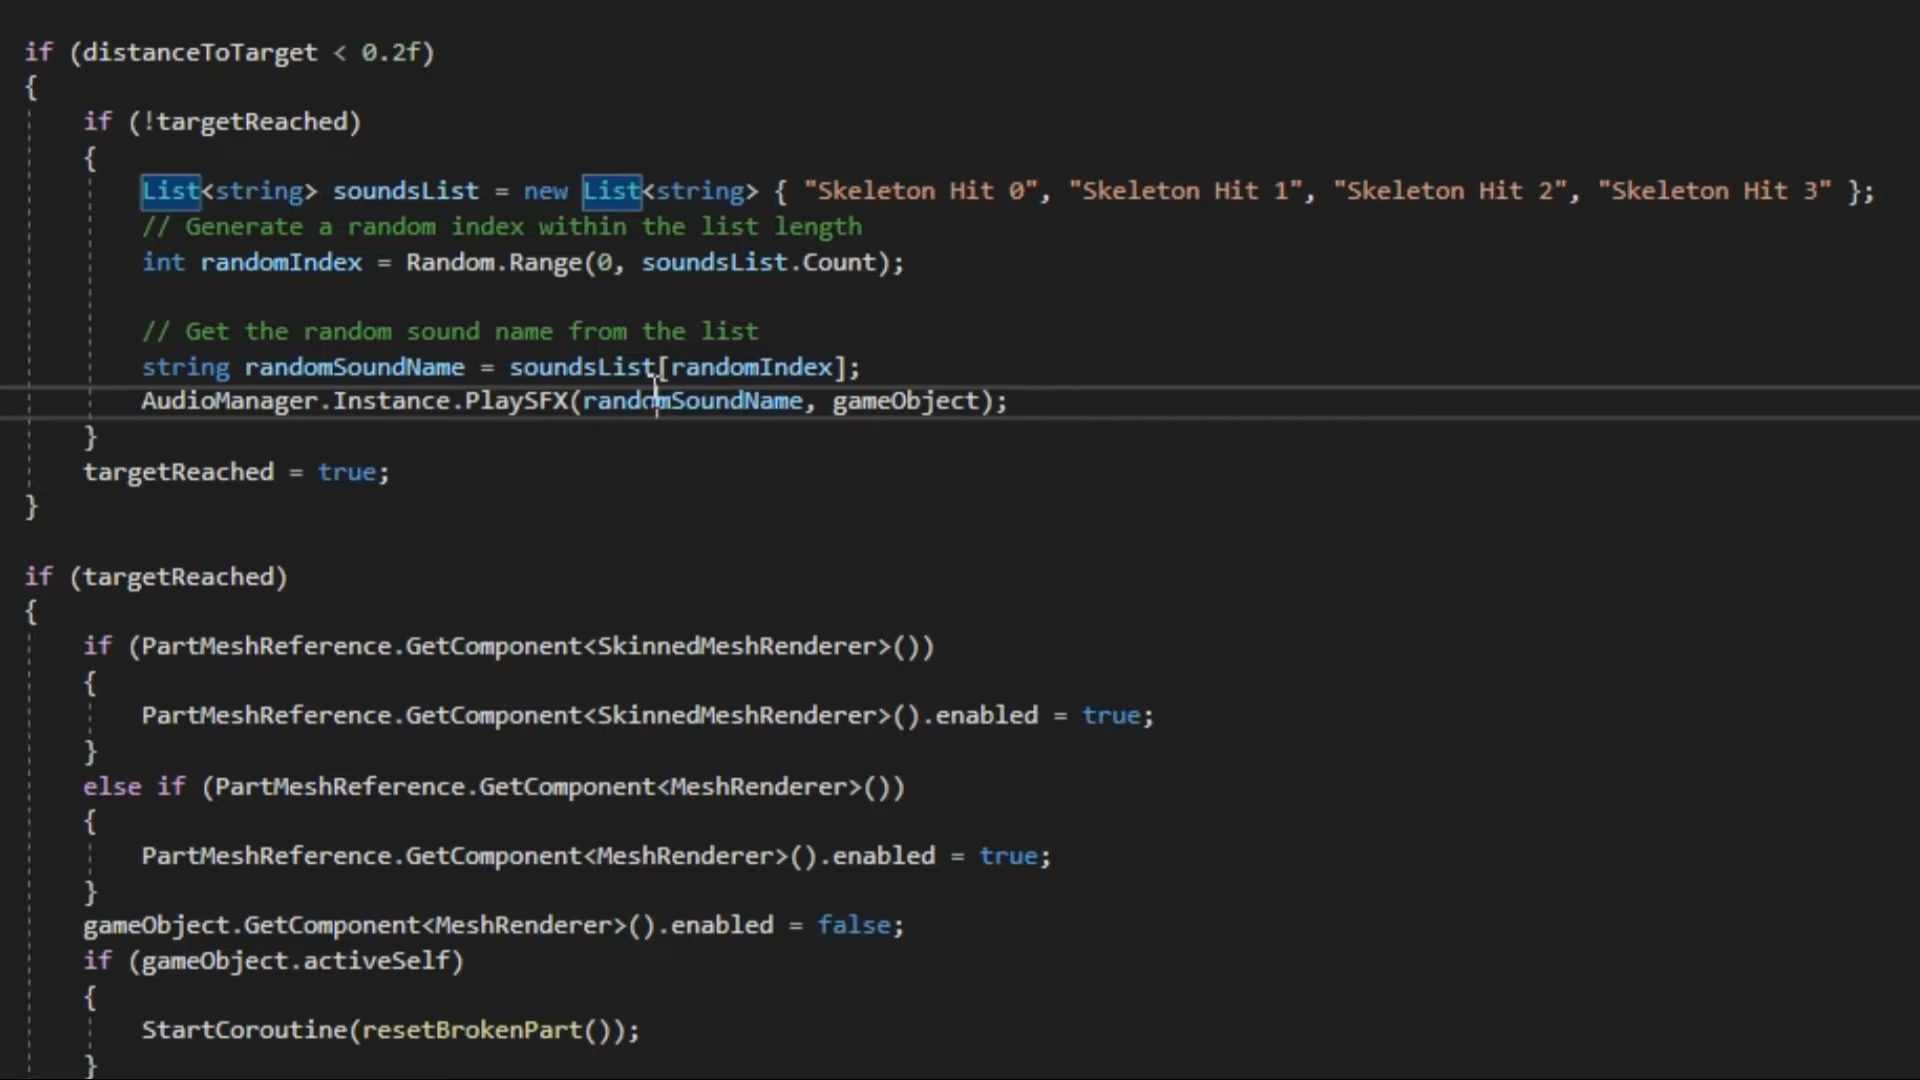 if (distanceToTarget < 0.2f)
{
if (!targetReached)
{
List<string> soundsList = new List<string> { "Skeleton Hit 0", "Skeleton Hit 1", "Skeleton Hit 2", "Skeleton Hit 3" };
// Generate a random index within the list length
int randomIndex = Random.Range(0, soundsList.Count);
// Get the random sound name from the list
string randomSoundName = soundsList[randomIndex];
AudioManager.Instance.PlaySFX(randomSoundName, gameObject);
}
targetReached = true;
}
if (targetReached)
{
if (PartMeshReference.GetComponent<SkinnedMeshRenderer>())
{
PartMeshReference.GetComponent<SkinnedMeshRenderer>().enabled = true;
}
else if (PartMeshReference.GetComponent<MeshRenderer>())
{
PartMeshReference.GetComponent<MeshRenderer>().enabled = true;
}
gameObject.GetComponent<MeshRenderer>().enabled = false;
if (gameObject.activeSelf)
{
StartCoroutine(resetBrokenPart());
}